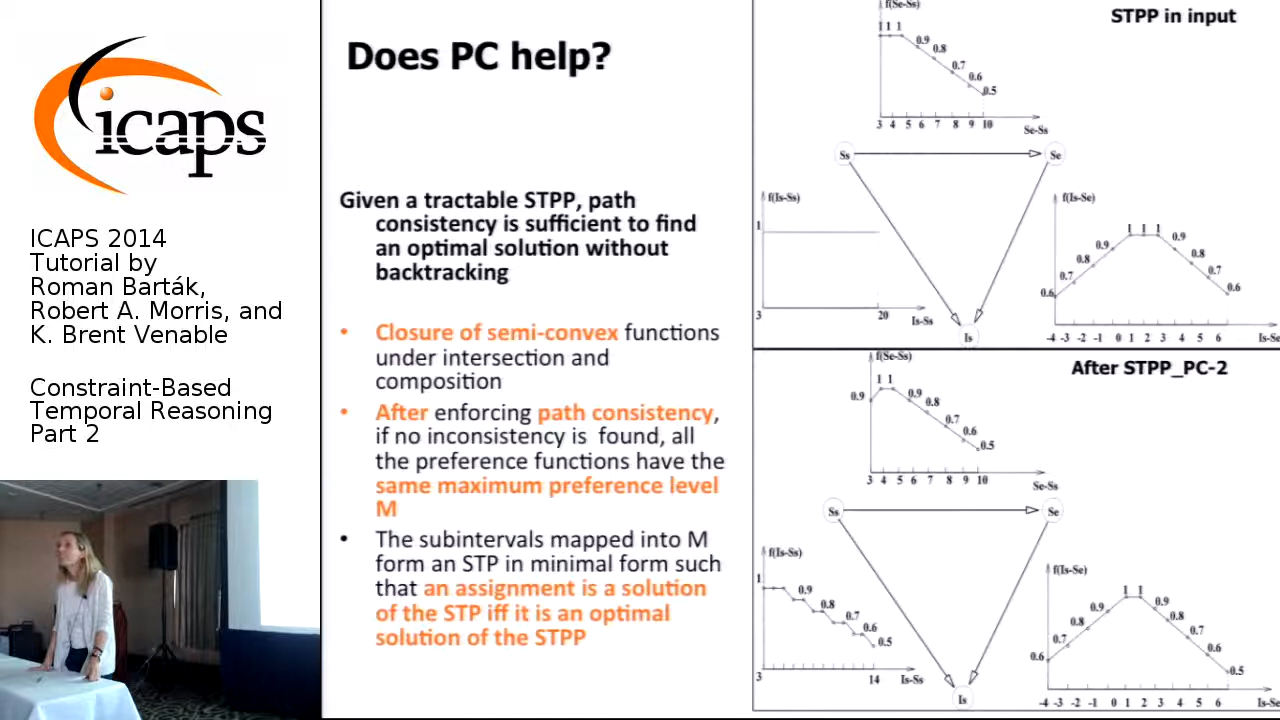 icaps
ICAPS 2014
Tutorial by
Roman Barták,
Robert A. Morris, and
K. Brent Venable
Constraint-Based
Temporal Reasoning
Part 2
Does PC help?
Given a tractable STPP, path
consistency is sufficient to find
an optimal solution without
backtracking
• Closure of semi-convex functions
under intersection and
composition
• After enforcing path consistency,
if no inconsistency is found, all
the preference functions have the
same maximum preference level
M
• The subintervals mapped into M
form an STP in minimal form such
that an assignment is a solution
of the STP iff it is an optimal
solution of the STPP
STPP in input
f(Se-Ss)
1 1 1
0.9
0.8
0.7
0.6
0.5
3 4 5 6 7 8 9 10
Se-Ss
Ss
Se
f(Is-Ss)
1
3
20
Is-Ss
f(Is-Se)
1 1 1
0.9
0.9
0.8
0.8
0.7
0.7
0.6
0.6
-4 -3 -2 -1 0 1 2 3 4 5 6
Is-Se
Is
After STPP_PC-2
f(Se-Ss)
1 1
0.9
0.9
0.8
0.7
0.6
0.5
3 4 5 6 7 8 9 10
Se-Ss
Ss
Se
f(Is-Ss)
1
0.9
0.8
0.7
0.6
0.5
3
14
Is-Ss
f(Is-Se)
1 1
0.9
0.9
0.8
0.8
0.7
0.7
0.6
0.6
0.5
-4 -3 -2 -1 0 1 2 3 4 5 6
Is-Se
Is